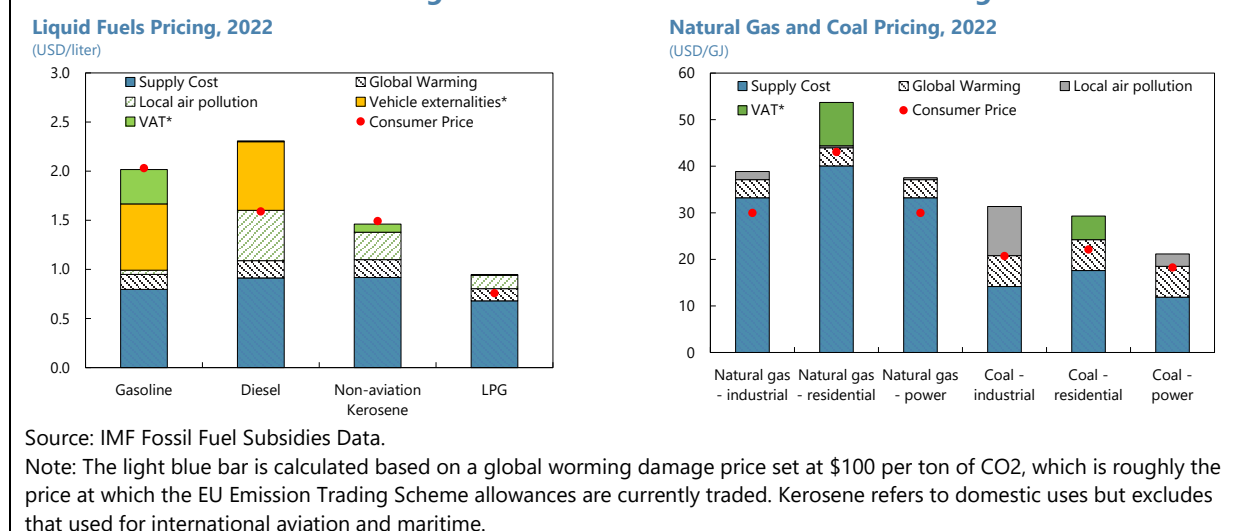 Liquid Fuels Pricing, 2022
(USD/liter)
3.0
2.5
2.0
1.5
1.0
0.5
0.0
Supply Cost
Global Warming
Local air pollution
Vehicle externalities*
VAT*
Consumer Price
Gasoline
Diesel
Non-aviation
Kerosene
LPG
Natural Gas and Coal Pricing, 2022
(USD/GJ)
60
50
40
30
20
10
0
Supply Cost
Global Warming
Local air pollution
VAT*
Consumer Price
Natural gas
- industrial
Natural gas
- residential
Natural gas
- power
Coal -
industrial
Coal -
residential
Coal -
power
Source: IMF Fossil Fuel Subsidies Data.
Note: The light blue bar is calculated based on a global worming damage price set at $100 per ton of CO2, which is roughly the
price at which the EU Emission Trading Scheme allowances are currently traded. Kerosene refers to domestic uses but excludes
that used for international aviation and maritime.